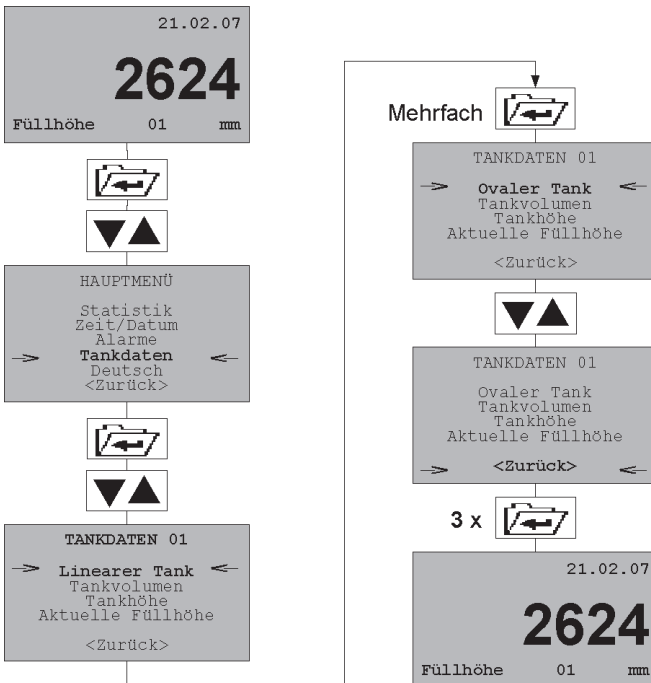 21.02.07
2624
Füllhöhe 01 mm
HAUPTMENÜ
Statistik
Zeit/Datum
Alarme
Tankdaten
Deutsch
<Zurück>
TANKDATEN 01
Linearer Tank
Tankvolumen
Tankhöhe
Aktuelle Füllhöhe
<Zurück>
Mehrfach
TANKDATEN 01
Ovaler Tank
Tankvolumen
Tankhöhe
Aktuelle Füllhöhe
<Zurück>
TANKDATEN 01
Ovaler Tank
Tankvolumen
Tankhöhe
Aktuelle Füllhöhe
<Zurück>
3 x
21.02.07
2624
Füllhöhe 01 mm